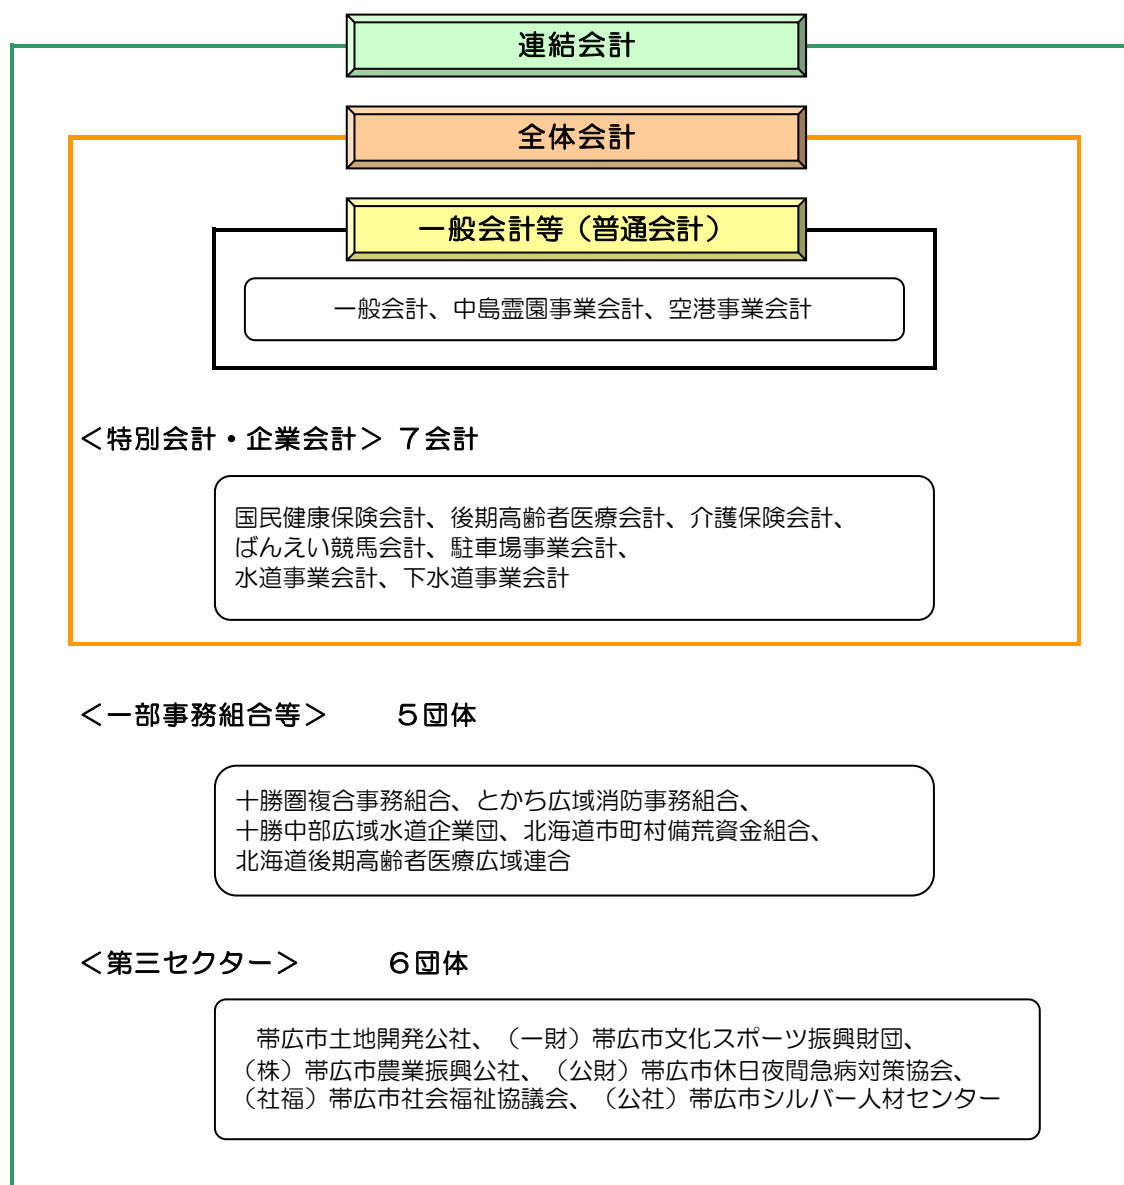 連結会計
全体会計
一般会計等（普通会計）
一般会計、中島霊園事業会計、空港事業会計
＜特別会計・企業会計＞ ７会計
国民健康保険会計、後期高齢者医療会計、介護保険会計、
ばんえい競馬会計、駐車場事業会計、
水道事業会計、下水道事業会計
＜一部事務組合等＞　　５団体
十勝圏複合事務組合、とかち広域消防事務組合、
十勝中部広域水道企業団、北海道市町村備荒資金組合、
北海道後期高齢者医療広域連合
＜第三セクター＞　　　６団体
帯広市土地開発公社、（一財）帯広市文化スポーツ振興財団、
（株）帯広市農業振興公社、（公財）帯広市休日夜間急病対策協会、
（社福）帯広市社会福祉協議会、（公社）帯広市シルバー人材センター